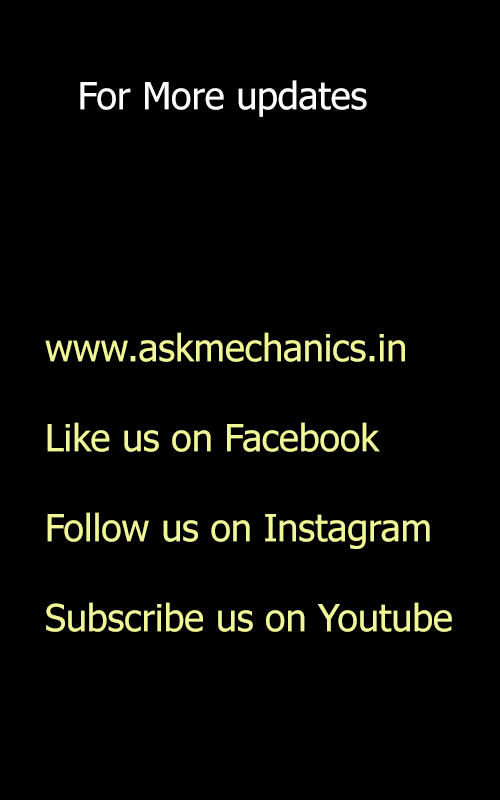 For More updates
www.askmechanics.in
Like us on Facebook
Follow us on Instagram
Subscribe us on Youtube